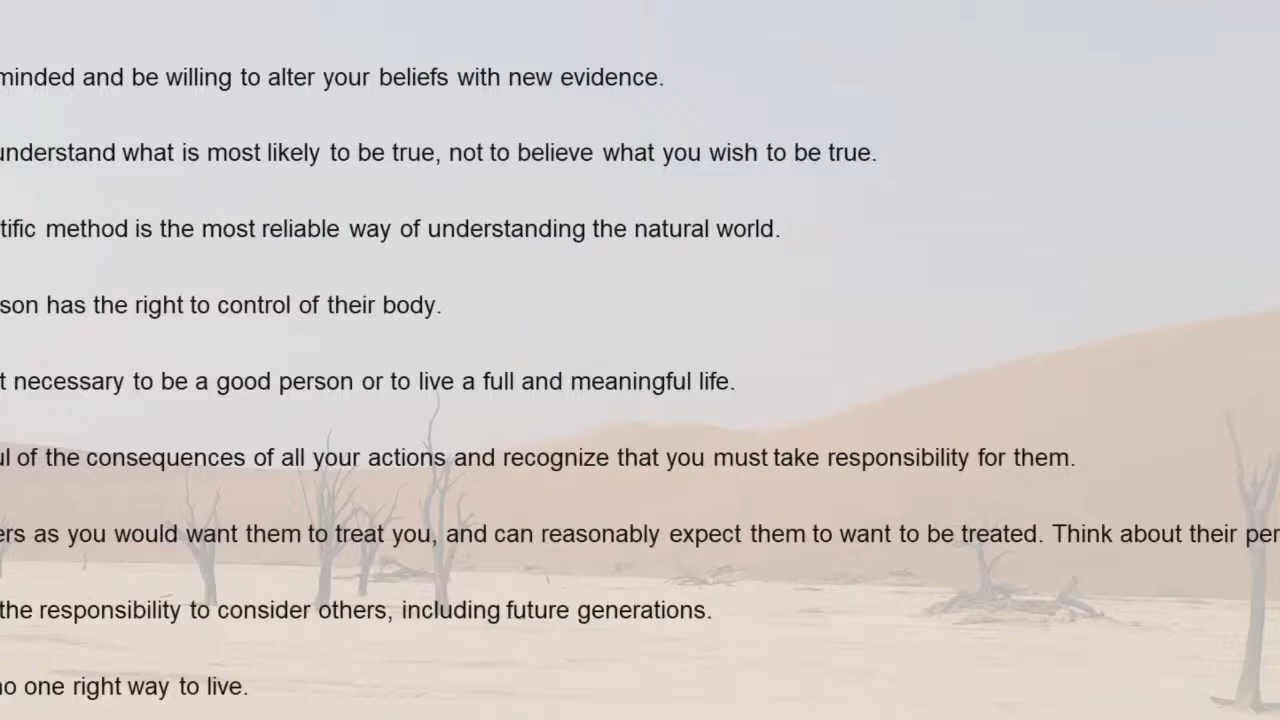 minded and be willing to alter your beliefs with new evidence.
understand what is most likely to be true, not to believe what you wish to be true.
tific method is the most reliable way of understanding the natural world.
son has the right to control of their body.
t necessary to be a good person or to live a full and meaningful life.
ul of the consequences of all your actions and recognize that you must take responsibility for them.
ers as you would want them to treat you, and can reasonably expect them to want to be treated. Think about their per
the responsibility to consider others, including future generations.
no one right way to live.